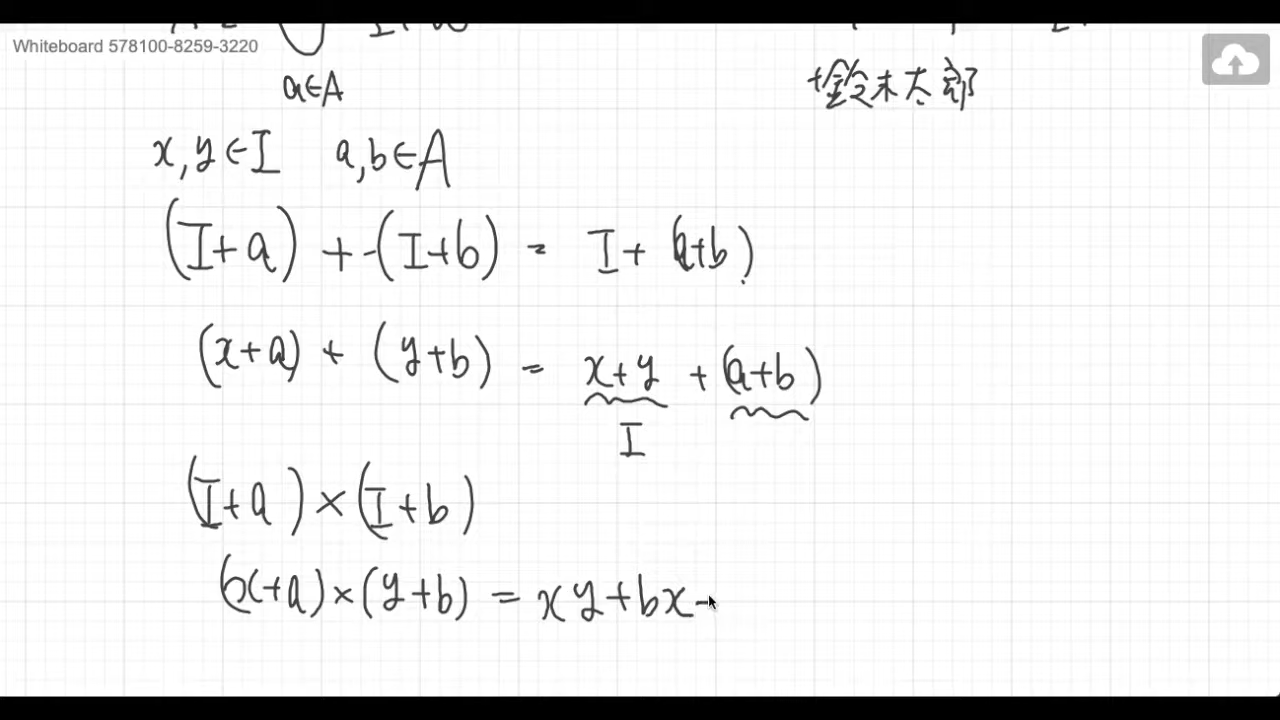 Whiteboard 578100-8259-3220
a∈A
鈴木太郎
x, y ∈ I a, b ∈ A
(I+a) + (I+b) = I + (a+b)
(x+a) + (y+b) = x+y + (a+b)
I
(I+a) × (I+b)
(x+a) × (y+b) = xy+bx-